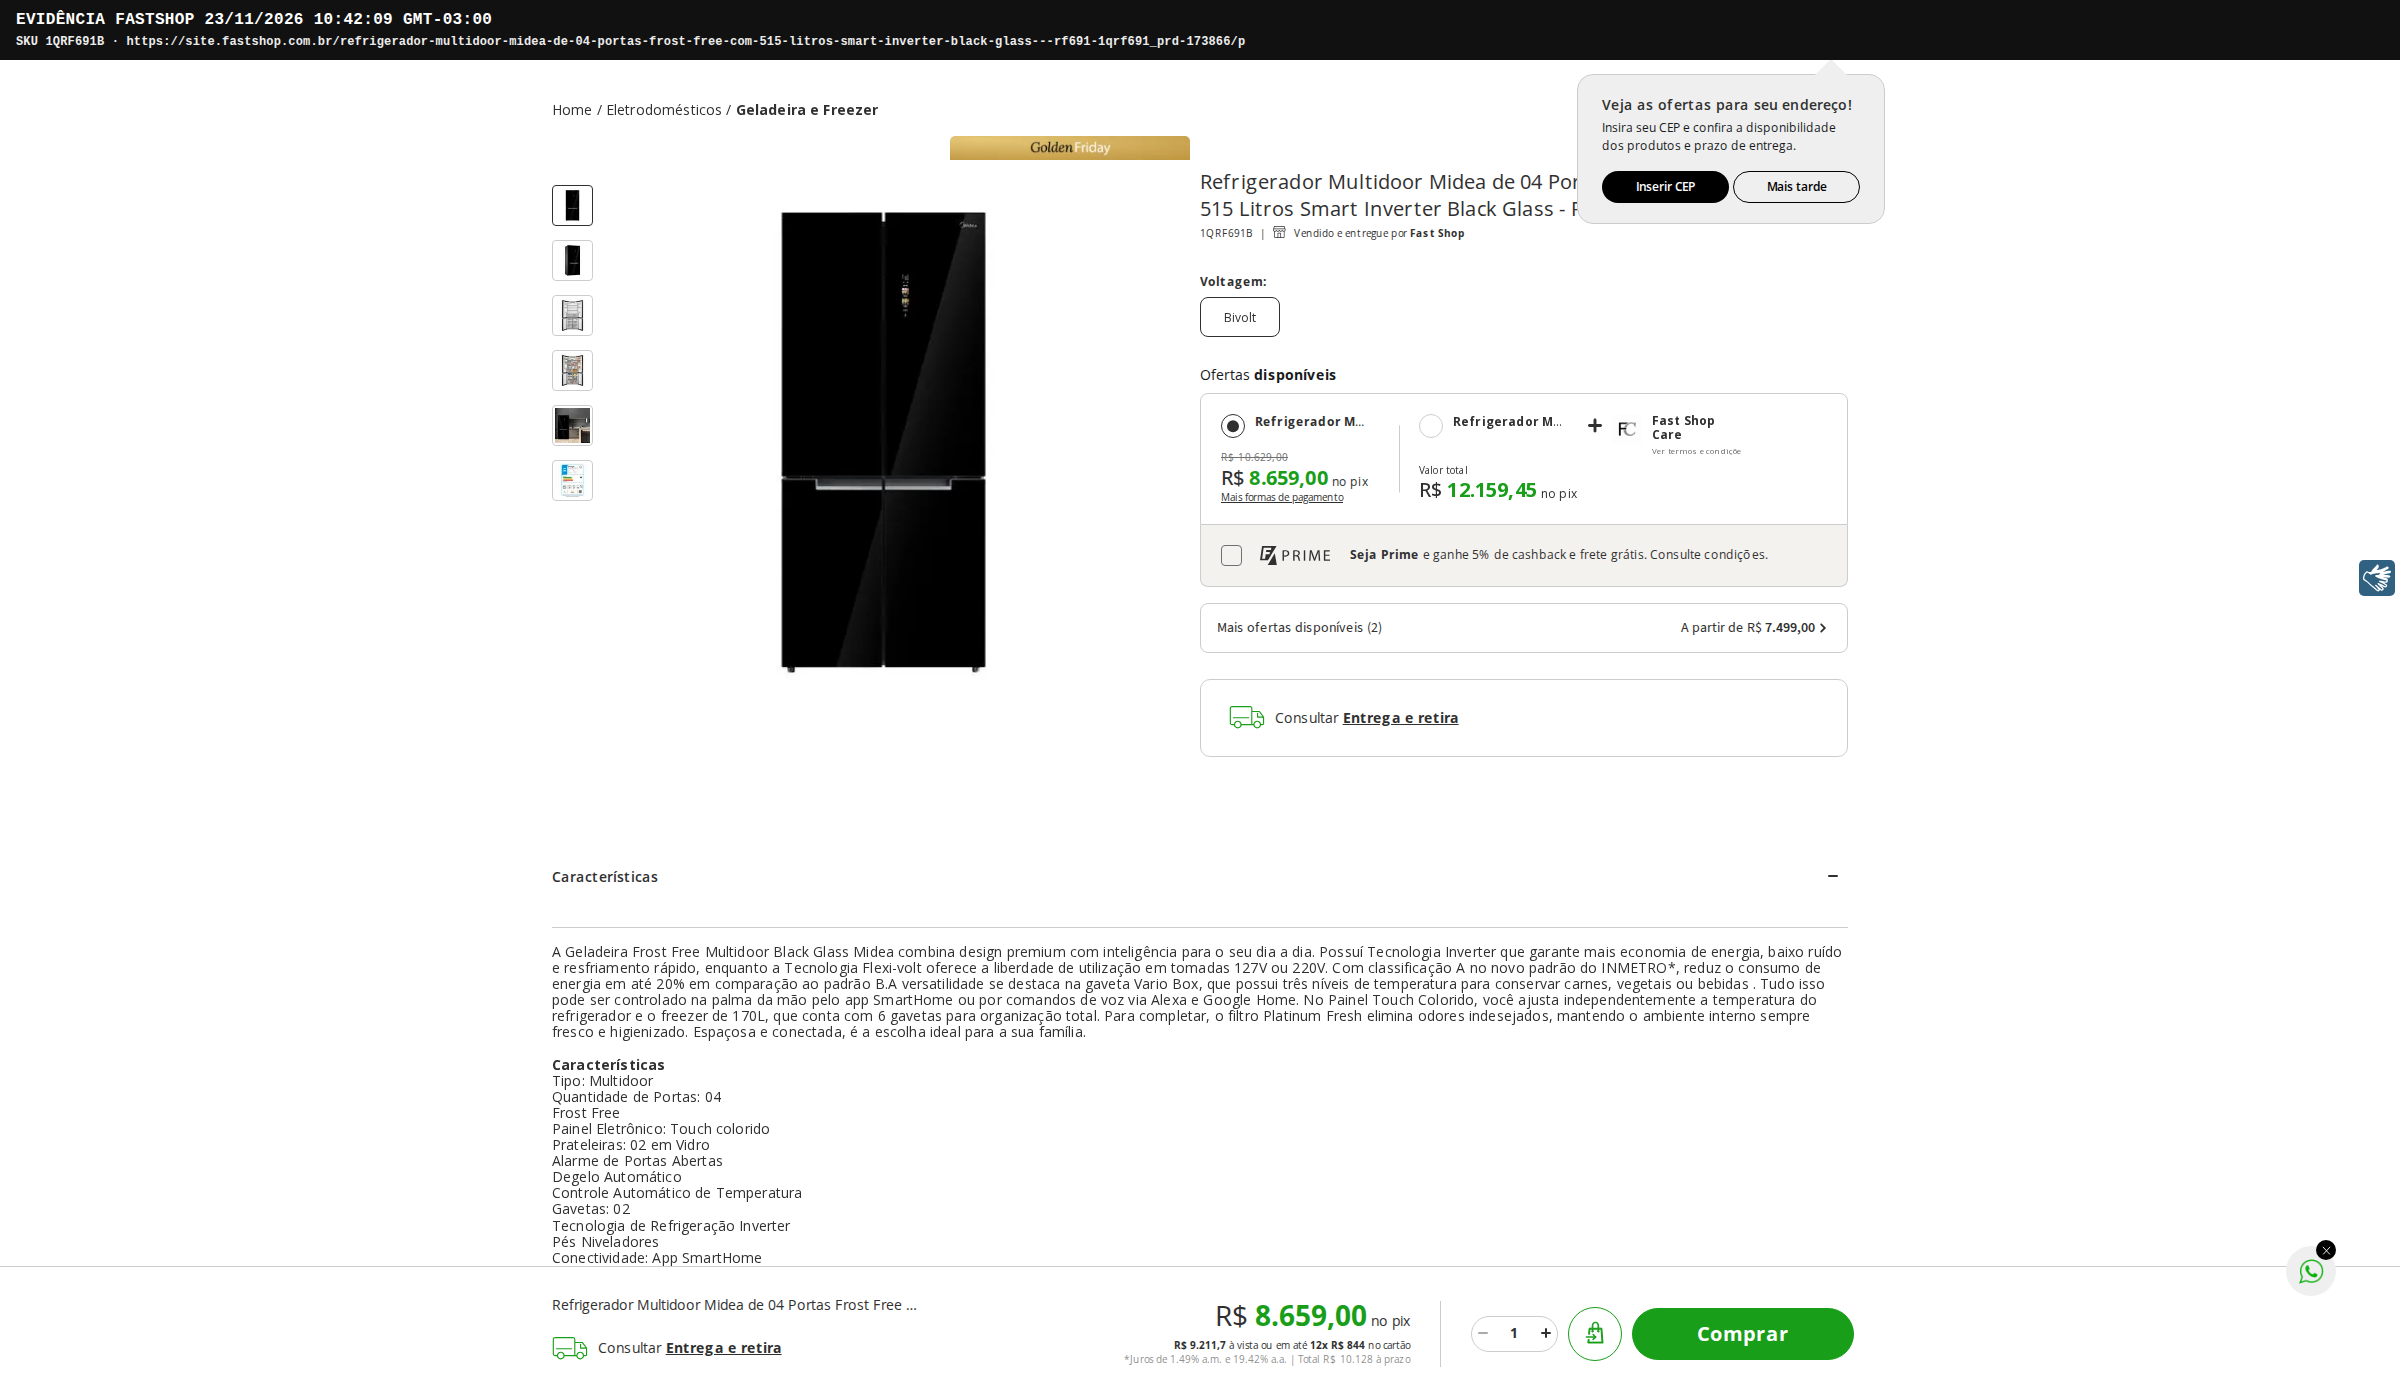 EVIDÊNCIA FASTSHOP 23/11/2026 10:42:09 GMT-03:00
SKU 1QRF691B · https://site.fastshop.com.br/refrigerador-multidoor-midea-de-04-portas-frost-free-com-515-litros-smart-inverter-black-glass---rf691-1qrf691_prd-173866/p
Veja as ofertas para seu endereço!
Insira seu CEP e confira a disponibilidade
dos produtos e prazo de entrega.
Inserir CEP
Mais tarde
Home / Eletrodomésticos / Geladeira e Freezer
Golden Friday
Refrigerador Multidoor Midea de 04 Por
515 Litros Smart Inverter Black Glass -
1QRF691B | Vendido e entregue por Fast Shop
Midea
Voltagem:
Bivolt
Ofertas disponíveis
Refrigerador M...
R$ 10.629,00
R$ 8.659,00 no pix
Mais formas de pagamento
Refrigerador M...
+
FC
Fast Shop
Care
Ver termos e condiçõe
Valor total
R$ 12.159,45 no pix
PRIME
Seja Prime e ganhe 5% de cashback e frete grátis. Consulte condições.
Mais ofertas disponíveis (2)
A partir de R$ 7.499,00
Consultar Entrega e retira
Características
A Geladeira Frost Free Multidoor Black Glass Midea combina design premium com inteligência para o seu dia a dia. Possuí Tecnologia Inverter que garante mais economia de energia, baixo ruído
e resfriamento rápido, enquanto a Tecnologia Flexi-volt oferece a liberdade de utilização em tomadas 127V ou 220V. Com classificação A no novo padrão do INMETRO*, reduz o consumo de
energia em até 20% em comparação ao padrão B.A versatilidade se destaca na gaveta Vario Box, que possui três níveis de temperatura para conservar carnes, vegetais ou bebidas . Tudo isso
pode ser controlado na palma da mão pelo app SmartHome ou por comandos de voz via Alexa e Google Home. No Painel Touch Colorido, você ajusta independentemente a temperatura do
refrigerador e o freezer de 170L, que conta com 6 gavetas para organização total. Para completar, o filtro Platinum Fresh elimina odores indesejados, mantendo o ambiente interno sempre
fresco e higienizado. Espaçosa e conectada, é a escolha ideal para a sua família.
Características
Tipo: Multidoor
Quantidade de Portas: 04
Frost Free
Painel Eletrônico: Touch colorido
Prateleiras: 02 em Vidro
Alarme de Portas Abertas
Degelo Automático
Controle Automático de Temperatura
Gavetas: 02
Tecnologia de Refrigeração Inverter
Pés Niveladores
Conectividade: App SmartHome
Refrigerador Multidoor Midea de 04 Portas Frost Free ...
Consultar Entrega e retira
R$ 8.659,00 no pix
R$ 9.211,7 à vista ou em até 12x R$ 844 no cartão
*Juros de 1.49% a.m. e 19.42% a.a. | Total R$ 10.128 à prazo
− 1 +
Comprar